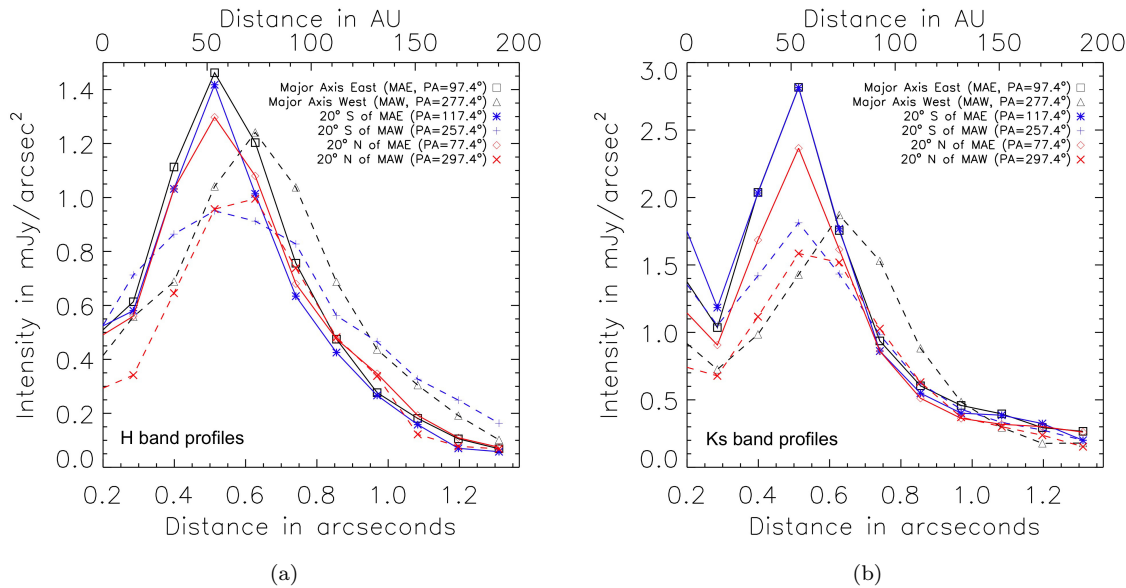 Distance in AU
0 50 100 150 200
Intensity in mJy/arcsec²
1.4
1.2
1.0
0.8
0.6
0.4
0.2
0.0
Major Axis East (MAE, PA=97.4°)
Major Axis West (MAW, PA=277.4°)
20° S of MAE (PA=117.4°)
20° S of MAW (PA=257.4°)
20° N of MAE (PA=77.4°)
20° N of MAW (PA=297.4°)
H band profiles
0.2 0.4 0.6 0.8 1.0 1.2
Distance in arcseconds
(a)
Distance in AU
0 50 100 150 200
Intensity in mJy/arcsec²
3.0
2.5
2.0
1.5
1.0
0.5
0.0
Major Axis East (MAE, PA=97.4°)
Major Axis West (MAW, PA=277.4°)
20° S of MAE (PA=117.4°)
20° S of MAW (PA=257.4°)
20° N of MAE (PA=77.4°)
20° N of MAW (PA=297.4°)
Ks band profiles
0.2 0.4 0.6 0.8 1.0 1.2
Distance in arcseconds
(b)